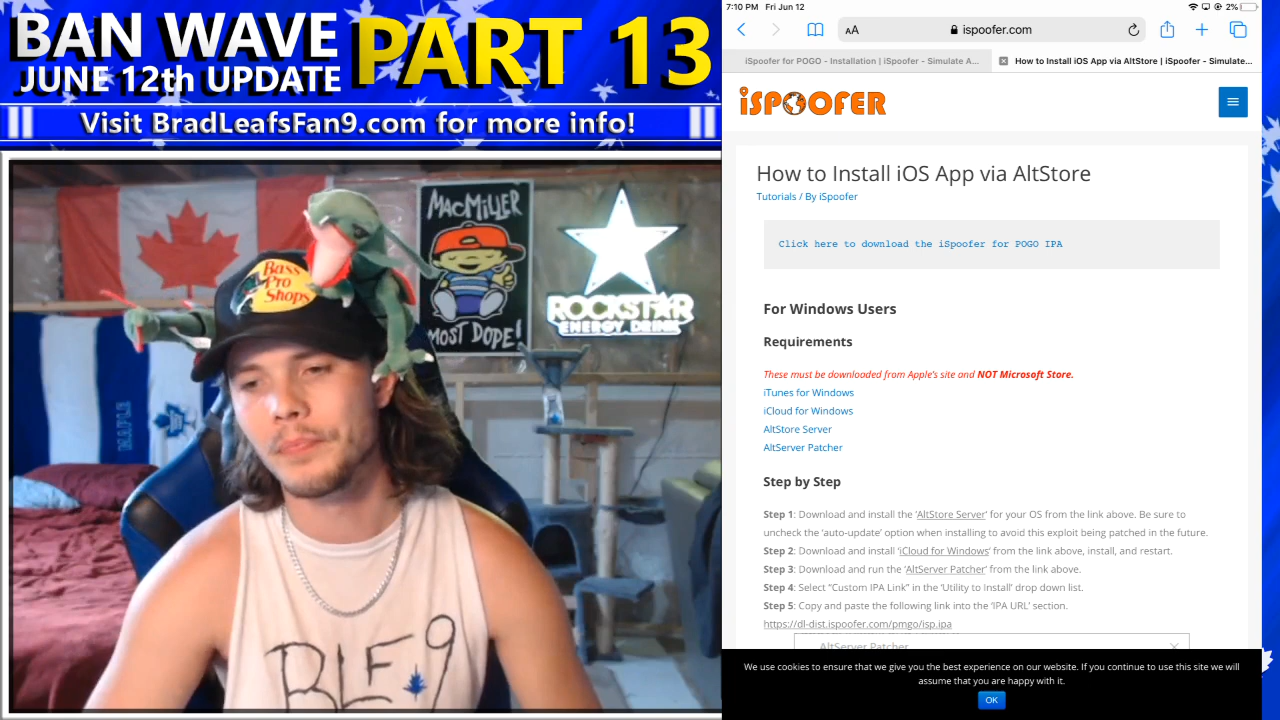 BAN WAVE
JUNE 12th UPDATE
PART 13
Visit BradLeafsFan9.com for more info!
MAC MILLER
MOST DOPE!
ROCKSTAR
ENERGY DRINK
Bass
Pro
Shops
MAPLE
BLF9
7:10 PM Fri Jun 12
2%
AA
ispoofer.com
iSpoofer for POGO - Installation | iSpoofer - Simulate A...
How to Install iOS App via AltStore | iSpoofer - Simulate...
iSPOOFER
How to Install iOS App via AltStore
Tutorials / By iSpoofer
Click here to download the iSpoofer for POGO IPA
For Windows Users
Requirements
These must be downloaded from Apple's site and NOT Microsoft Store.
iTunes for Windows
iCloud for Windows
AltStore Server
AltServer Patcher
Step by Step
Step 1: Download and install the 'AltStore Server' for your OS from the link above. Be sure to
uncheck the 'auto-update' option when installing to avoid this exploit being patched in the future.
Step 2: Download and install 'iCloud for Windows' from the link above, install, and restart.
Step 3: Download and run the 'AltServer Patcher' from the link above.
Step 4: Select "Custom IPA Link" in the 'Utility to Install' drop down list.
Step 5: Copy and paste the following link into the 'IPA URL' section.
https://dl-dist.ispoofer.com/pmgo/isp.ipa
AltServer Patcher
We use cookies to ensure that we give you the best experience on our website. If you continue to use this site we will
assume that you are happy with it.
OK